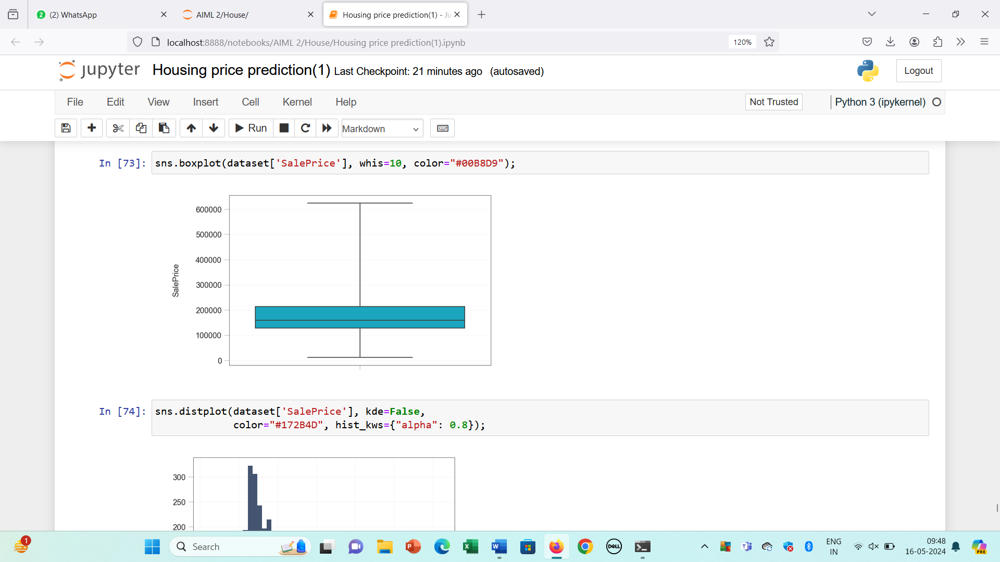 (2) WhatsApp
AIML 2/House/
Housing price prediction(1) - Ju
localhost:8888/notebooks/AIML 2/House/Housing price prediction(1).ipynb
120%
jupyter
Housing price prediction(1) Last Checkpoint: 21 minutes ago (autosaved)
Logout
File Edit View Insert Cell Kernel Help
Not Trusted
Python 3 (ipykernel)
Run
Markdown
In [73]: sns.boxplot(dataset['SalePrice'], whis=10, color="#00B8D9");
600000
500000
400000
300000
200000
100000
0
SalePrice
In [74]: sns.distplot(dataset['SalePrice'], kde=False,
color="#172B4D", hist_kws={"alpha": 0.8});
300
250
200
1
Search
DELL
ENG
IN
09:48
16-05-2024
PRE